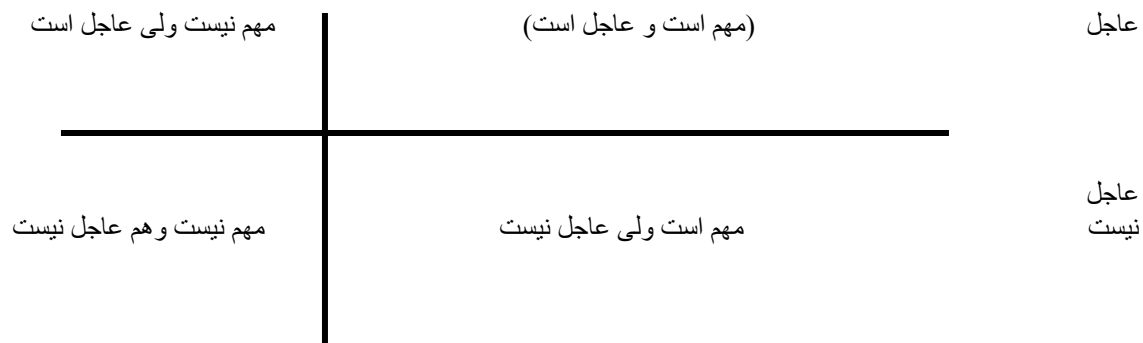 عاجل
(مهم است و عاجل است)
مهم نیست ولی عاجل است
عاجل
نیست
مهم است ولی عاجل نیست
مهم نیست وهم عاجل نیست